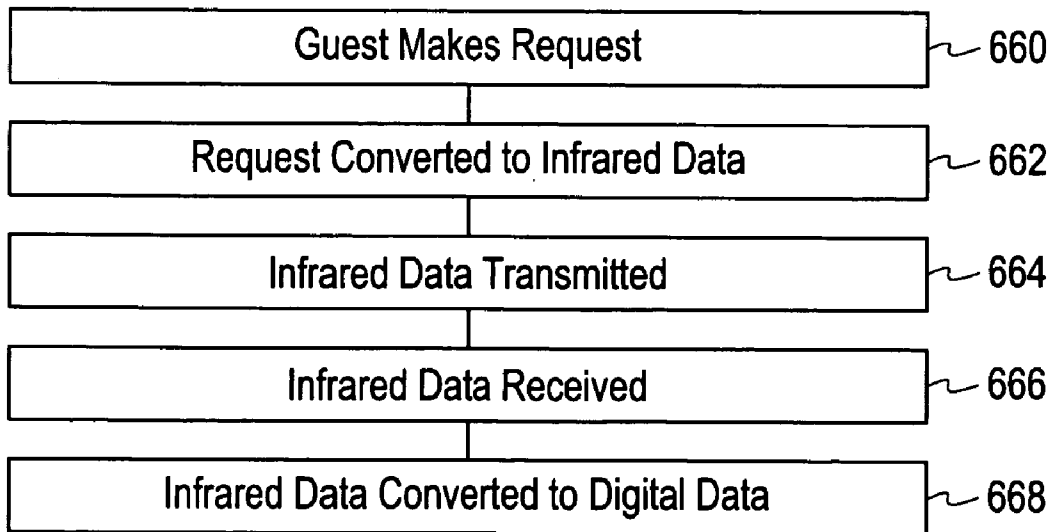 Guest Makes Request 660
Request Converted to Infrared Data 662
Infrared Data Transmitted 664
Infrared Data Received 666
Infrared Data Converted to Digital Data 668